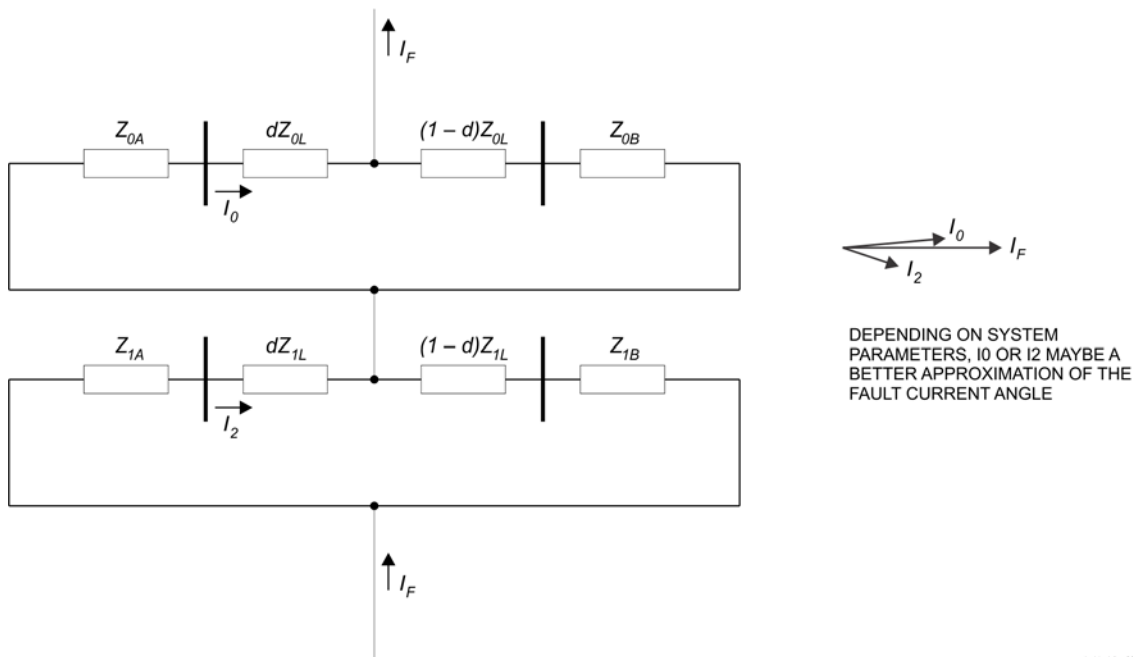 I_F
Z_0A
dZ_0L
(1 – d)Z_0L
Z_0B
I_0
Z_1A
dZ_1L
(1 – d)Z_1L
Z_1B
I_2
I_F
I_0
I_F
I_2
DEPENDING ON SYSTEM
PARAMETERS, I0 OR I2 MAYBE A
BETTER APPROXIMATION OF THE
FAULT CURRENT ANGLE